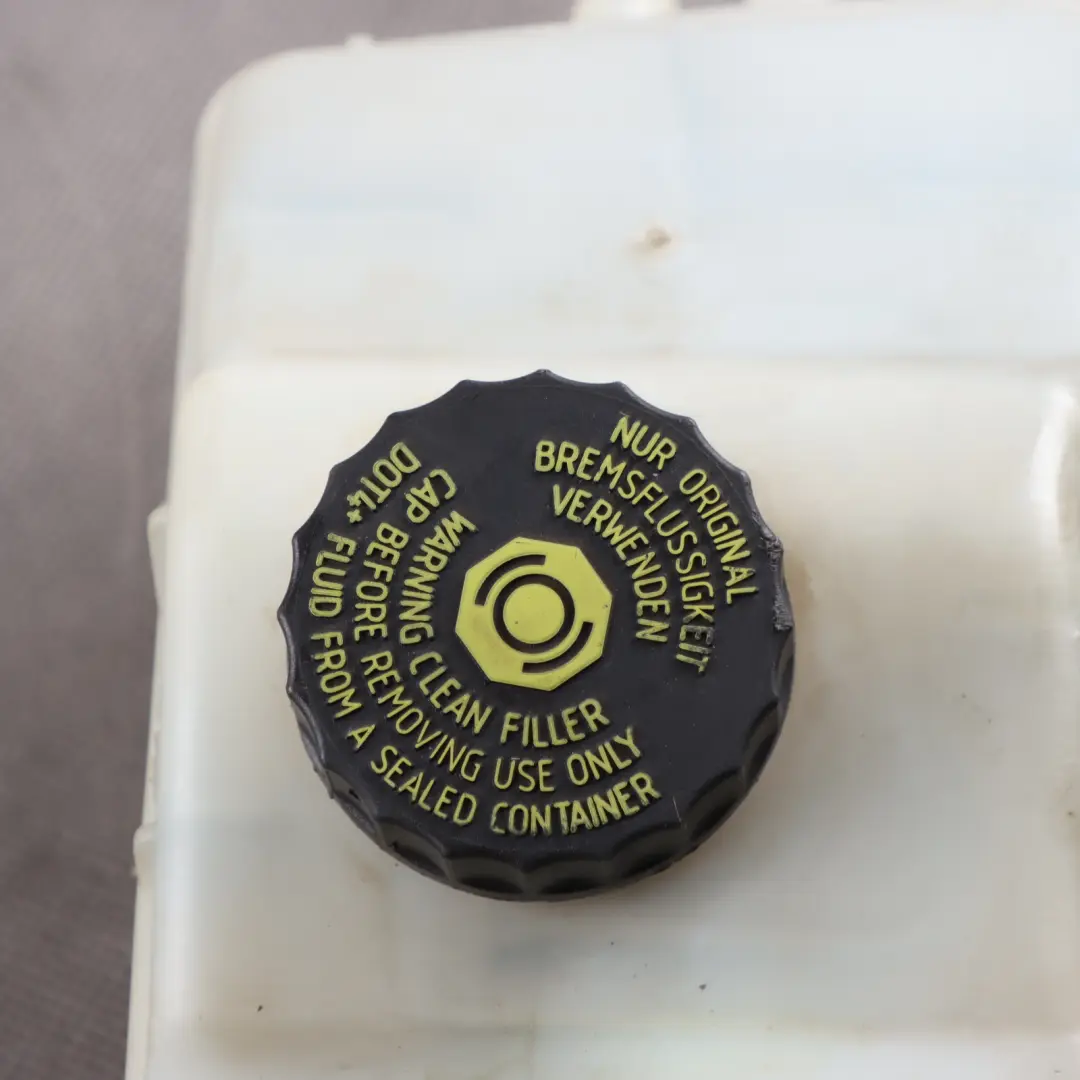 NUR ORIGINAL
BREMSFLUSSIGKEIT
VERWENDEN
WARNING CLEAN FILLER
CAP BEFORE REMOVING USE ONLY
DOT4+ FLUID FROM A SEALED CONTAINER